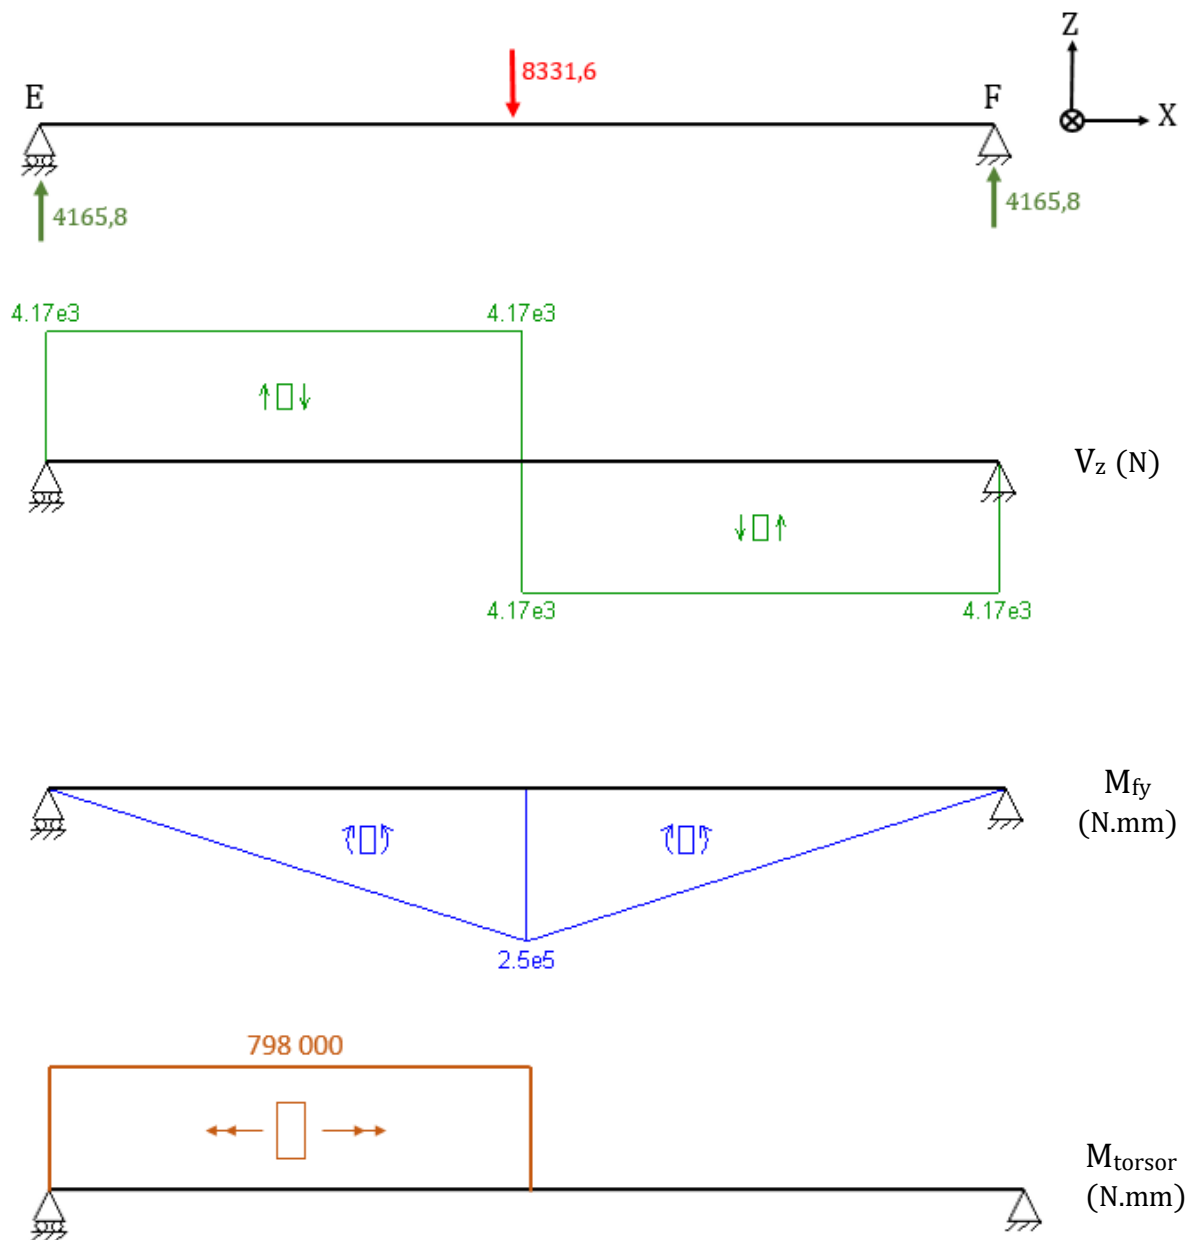 Z
8331,6
E
F
X
4165,8
4165,8
4.17e3
4.17e3
Vz (N)
4.17e3
4.17e3
Mfy
(N.mm)
2.5e5
798 000
Mtorsor
(N.mm)